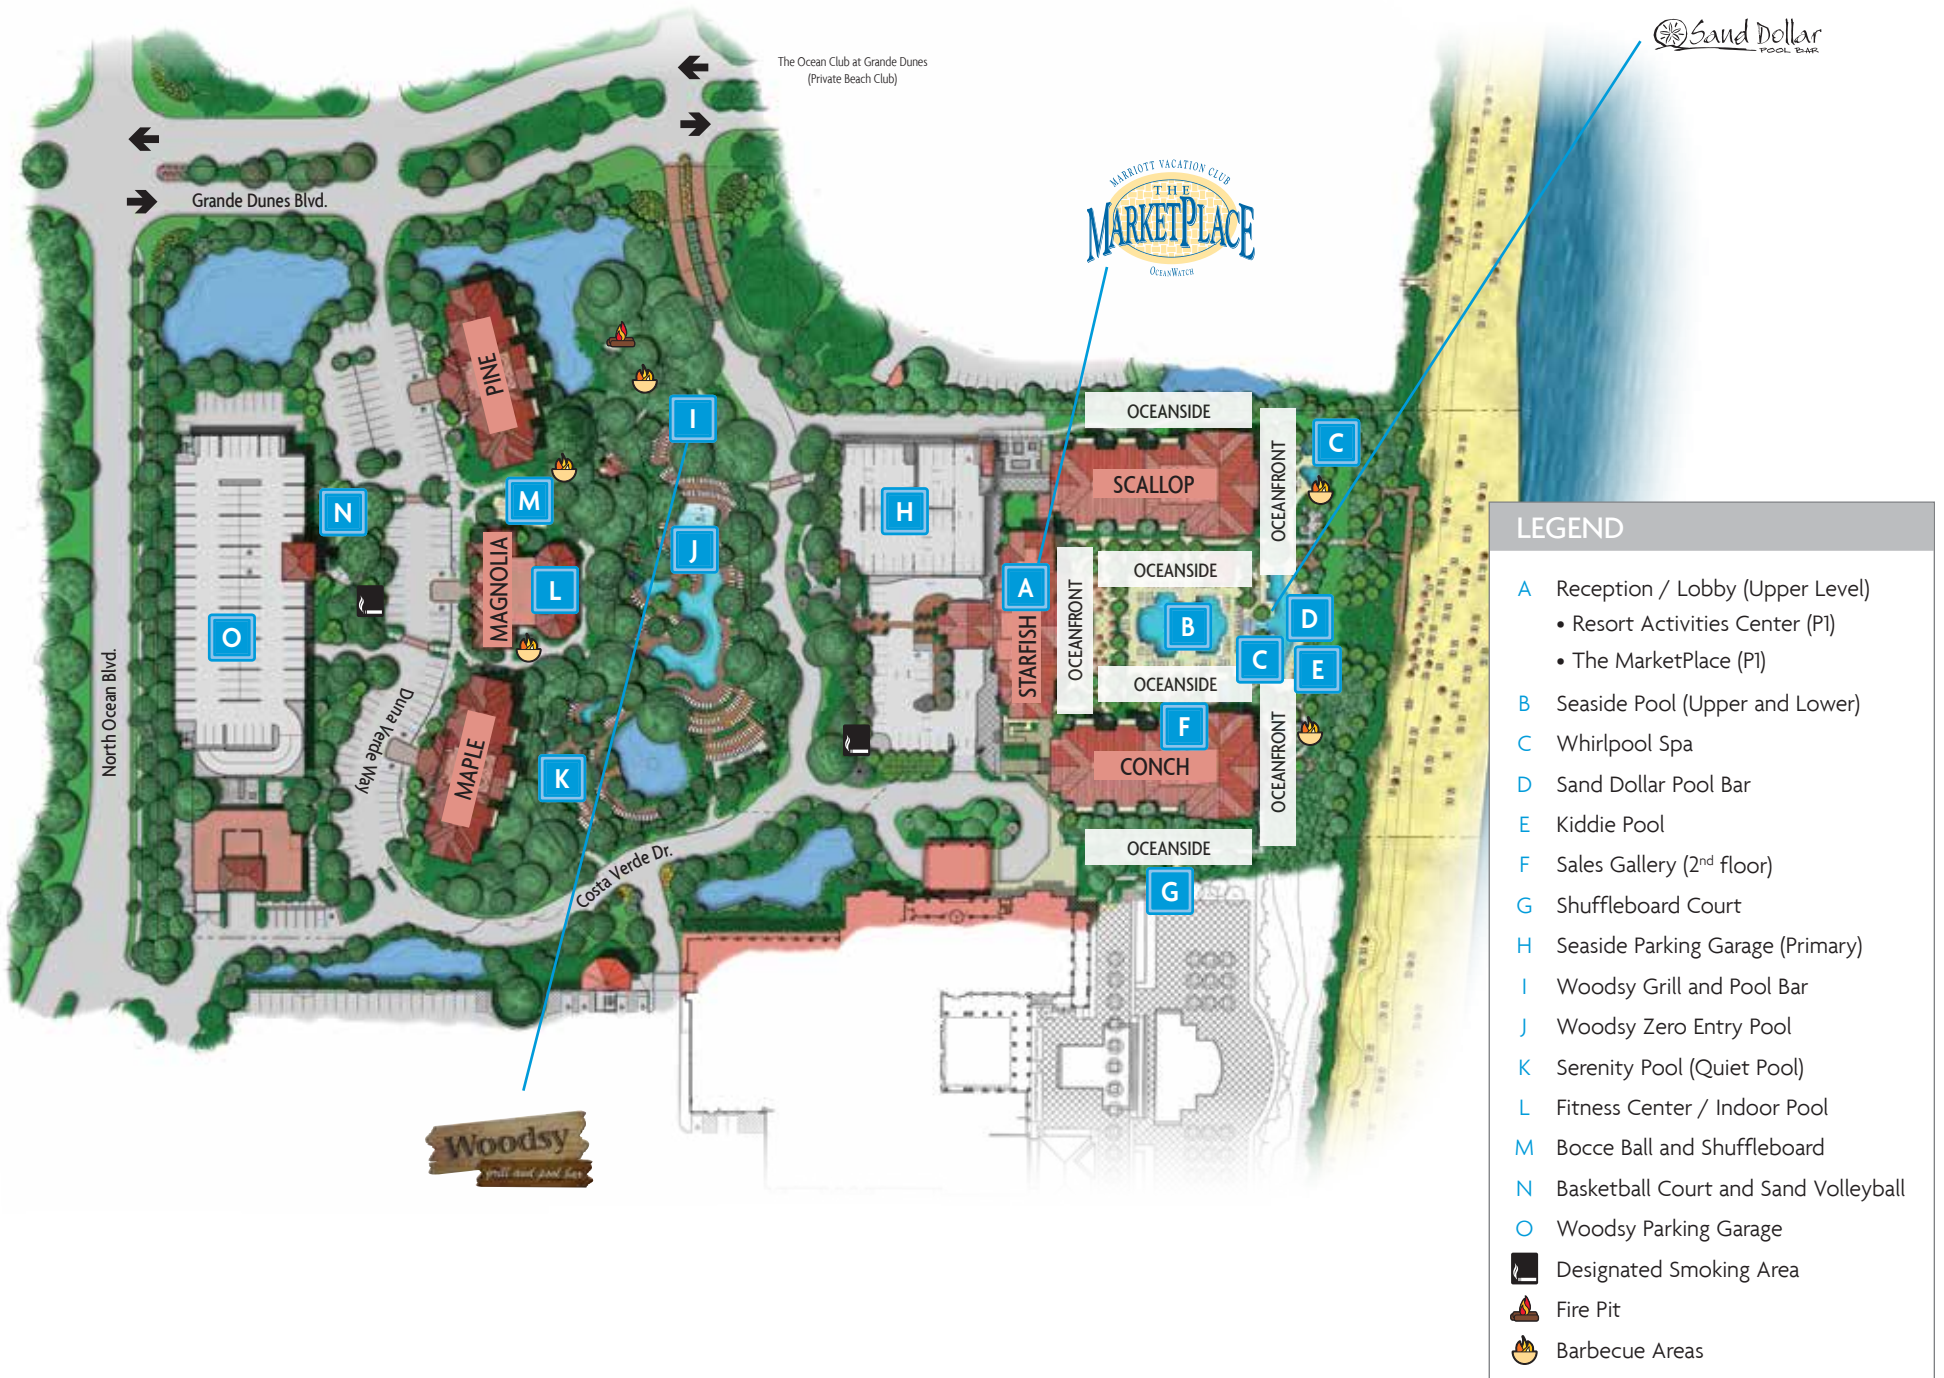 Sand Dollar
POOL BAR
The Ocean Club at Grande Dunes
(Private Beach Club)
MARRIOTT VACATION CLUB
THE
MARKETPLACE
OCEANWATCH
Grande Dunes Blvd.
PINE
I
OCEANSIDE
C
OCEANFRONT
SCALLOP
M
N
H
J
MAGNOLIA
L
OCEANSIDE
A
OCEANFRONT
STARFISH
B
D
O
C
E
OCEANSIDE
North Ocean Blvd.
Duna Verde Way
F
MAPLE
K
CONCH
OCEANFRONT
OCEANSIDE
Costa Verde Dr.
G
Woodsy
grill and pool bar
LEGEND
A Reception / Lobby (Upper Level)
• Resort Activities Center (P1)
• The MarketPlace (P1)
B Seaside Pool (Upper and Lower)
C Whirlpool Spa
D Sand Dollar Pool Bar
E Kiddie Pool
F Sales Gallery (2nd floor)
G Shuffleboard Court
H Seaside Parking Garage (Primary)
I Woodsy Grill and Pool Bar
J Woodsy Zero Entry Pool
K Serenity Pool (Quiet Pool)
L Fitness Center / Indoor Pool
M Bocce Ball and Shuffleboard
N Basketball Court and Sand Volleyball
O Woodsy Parking Garage
Designated Smoking Area
Fire Pit
Barbecue Areas